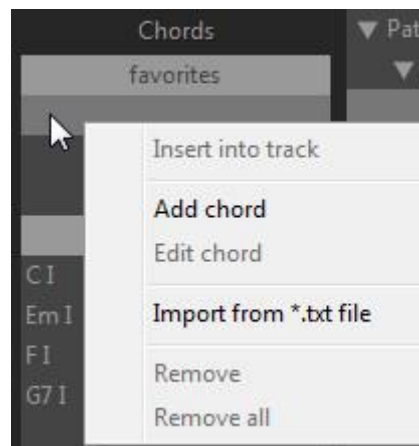 Chords
▼ Pat
favorites
▼
Insert into track
Add chord
Edit chord
C I
Em I
Import from *.txt file
F I
Remove
G7 I
Remove all